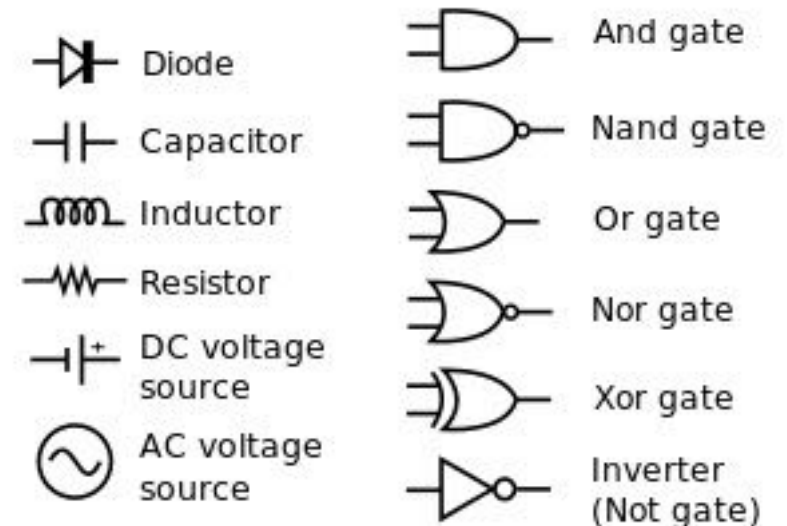 Diode
Capacitor
Inductor
Resistor
+
DC voltage
source
AC voltage
source
And gate
Nand gate
Or gate
Nor gate
Xor gate
Inverter
(Not gate)